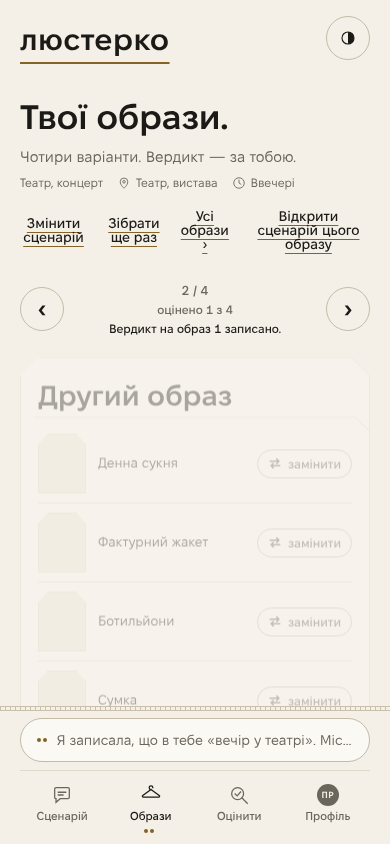 люстерко
Твої образи.
Чотири варіанти. Вердикт — за тобою.
Театр, концерт Театр, вистава Ввечері
Змінити сценарій
Зібрати ще раз
Усі образи ›
Відкрити сценарій цього образу
‹ 2 / 4 ›
оцінено 1 з 4
Вердикт на образ 1 записано.
Другий образ
Денна сукня замінити
Фактурний жакет замінити
Ботильйони замінити
Сумка замінити
Я записала, що в тебе «вечір у театрі». Міс...
ПР
Сценарій Образи Оцінити Профіль